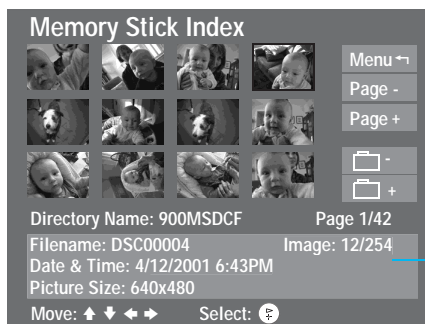 Memory Stick Index
Menu
Page -
Page +
-
+
Directory Name: 900MSDCF Page 1/42
Filename: DSC00004 Image: 12/254
Date & Time: 4/12/2001 6:43PM
Picture Size: 640x480
Move: Select: